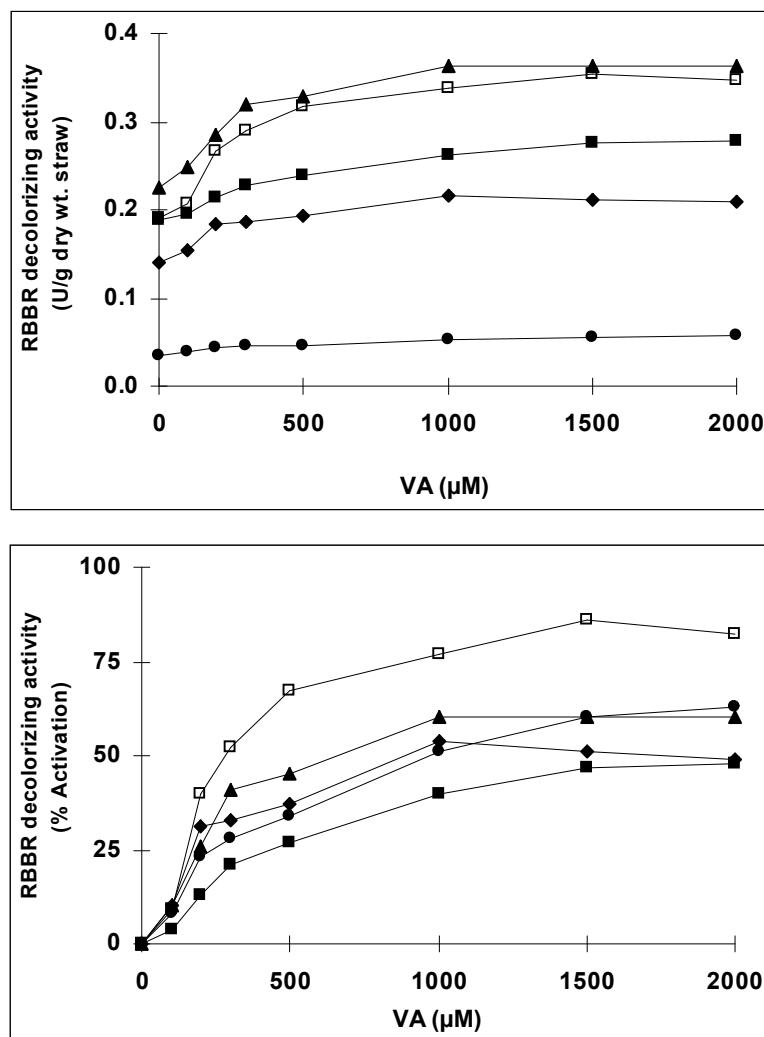 RBBR decolorizing activity
(U/g dry wt. straw)
0.4
0.3
0.2
0.1
0.0
0 500 1000 1500 2000
VA (µM)
RBBR decolorizing activity
(% Activation)
100
75
50
25
0
0 500 1000 1500 2000
VA (µM)